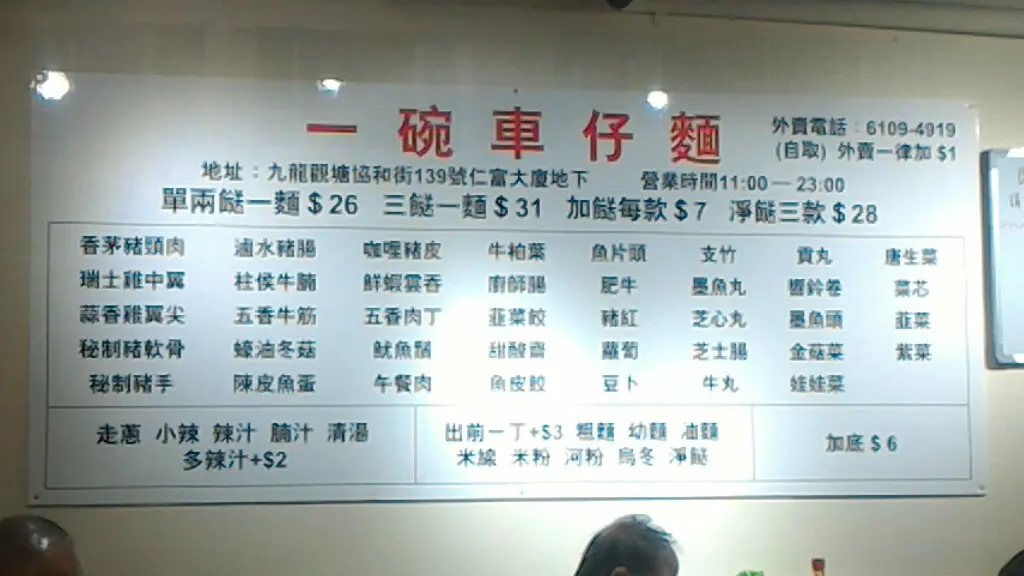 一碗車仔麵
外賣電話：6109-4919
(自取) 外賣一律加 $1
地址：九龍觀塘協和街139號仁富大廈地下 營業時間11:00 — 23:00
單兩餸一麵 $26 三餸一麵 $31 加餸每款 $7 淨餸三款 $28
香茅豬頸肉 滷水豬腸 咖喱豬皮 牛柏葉 魚片頭 支竹 貢丸 唐生菜
瑞士雞中翼 柱侯牛腩 鮮蝦雲吞 廚師腸 肥牛 墨魚丸 響鈴卷 菜芯
蒜香雞翼尖 五香牛筋 五香肉丁 韮菜餃 豬紅 芝心丸 墨魚頭 韮菜
秘制豬軟骨 蠔油冬菇 魷魚鬚 甜酸齋 蘿蔔 芝士腸 金菇菜 紫菜
秘制豬手 陳皮魚蛋 午餐肉 魚皮餃 豆卜 牛丸 娃娃菜
走蔥 小辣 辣汁 腩汁 清湯
多辣汁+$2
出前一丁+$3 粗麵 幼麵 油麵
米線 米粉 河粉 烏冬 淨餸
加底 $6